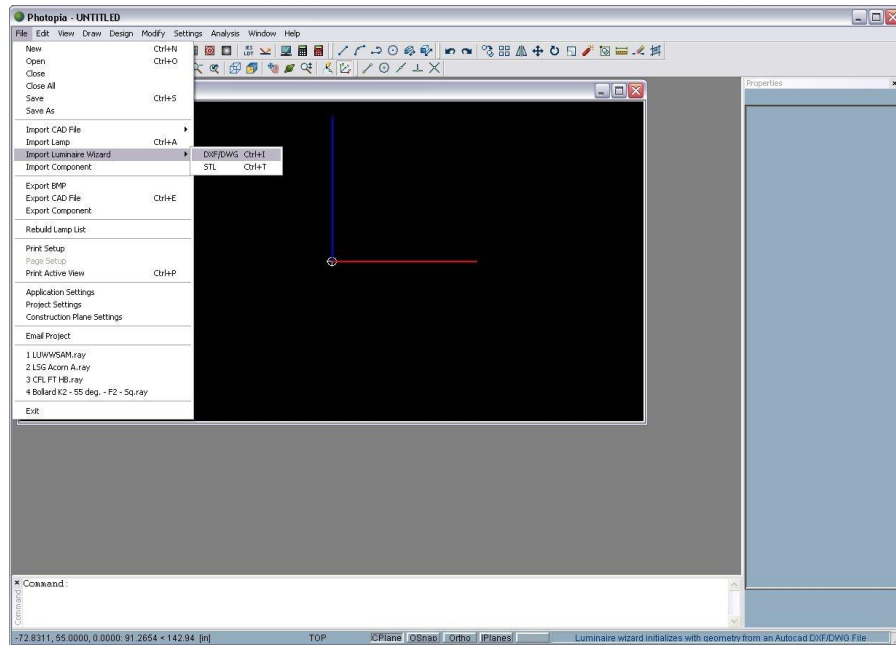 Photopia - UNTITLED
File Edit View Draw Design Modify Settings Analysis Window Help
New Ctrl+N
Open Ctrl+O
Close
Close All
Save Ctrl+S
Save As
Import CAD File
Import Lamp Ctrl+A
Import Luminaire Wizard
DXF/DWG Ctrl+I
STL Ctrl+T
Import Component
Export BMP
Export CAD File Ctrl+E
Export Component
Rebuild Lamp List
Print Setup
Page Setup
Print Active View Ctrl+P
Application Settings
Project Settings
Construction Plane Settings
Email Project
1 LUWWSAM.ray
2 LSG Acorn A.ray
3 CFL FT HB.ray
4 Bollard K2 - 55 deg. - F2 - Sq.ray
Exit
Properties
Command:
Command
-72.8311, 55.0000, 0.0000: 91.2654 < 142.94 [in] TOP CPlane OSnap Ortho IPlanes Luminaire wizard initializes with geometry from an Autocad DXF/DWG File